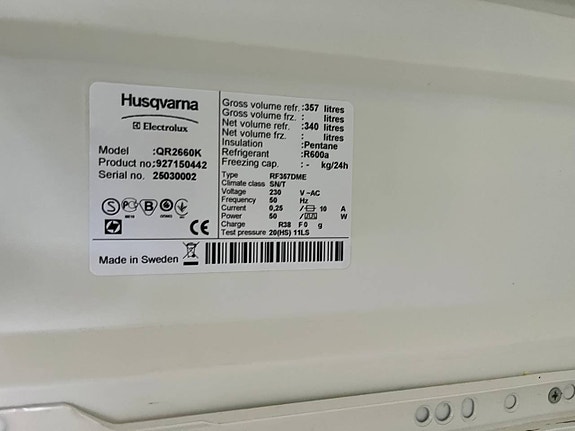 Husqvarna
Electrolux
Model :QR2660K
Product no:927150442
Serial no. 25030002
Gross volume refr. :357 litres
Gross volume frz. : litres
Net volume refr. :340 litres
Net volume frz. : litres
Insulation :Pentane
Refrigerant :R600a
Freezing cap. : - kg/24h
Type RF357DME
Climate class SN/T
Voltage 230 V ~AC
Frequency 50 Hz
Current 0,25 / 10 A
Power 50 / W
Charge R38 F 0 g
Test pressure 20(HS) 11LS
S B
CE
Made in Sweden